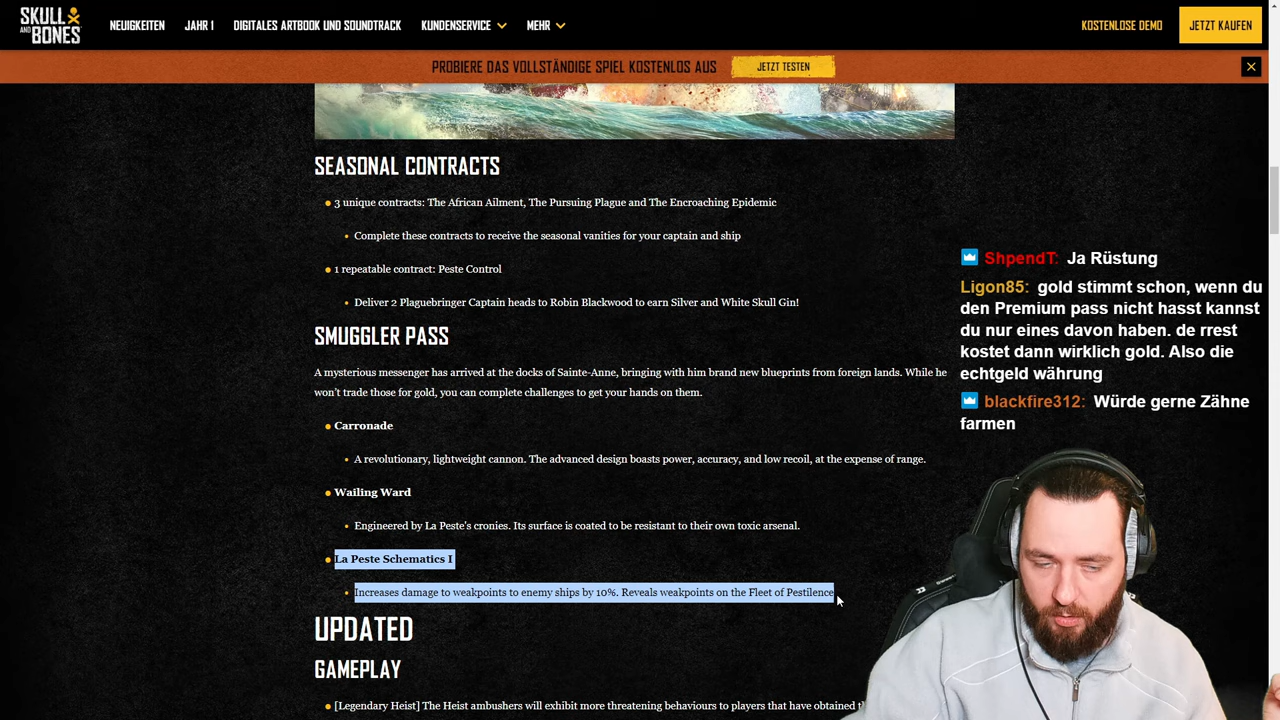 SKULL
AND
BONES
NEUIGKEITEN
JAHR 1
DIGITALES ARTBOOK UND SOUNDTRACK
KUNDENSERVICE
MEHR
KOSTENLOSE DEMO
JETZT KAUFEN
PROBIERE DAS VOLLSTÄNDIGE SPIEL KOSTENLOS AUS
JETZT TESTEN
SEASONAL CONTRACTS
3 unique contracts: The African Ailment, The Pursuing Plague and The Encroaching Epidemic
Complete these contracts to receive the seasonal vanities for your captain and ship
1 repeatable contract: Peste Control
Deliver 2 Plaguebringer Captain heads to Robin Blackwood to earn Silver and White Skull Gin!
SMUGGLER PASS
A mysterious messenger has arrived at the docks of Sainte-Anne, bringing with him brand new blueprints from foreign lands. While he
won't trade those for gold, you can complete challenges to get your hands on them.
Carronade
A revolutionary, lightweight cannon. The advanced design boasts power, accuracy, and low recoil, at the expense of range.
Wailing Ward
Engineered by La Peste's cronies. Its surface is coated to be resistant to their own toxic arsenal.
La Peste Schematics I
Increases damage to weakpoints to enemy ships by 10%. Reveals weakpoints on the Fleet of Pestilence
UPDATED
GAMEPLAY
[Legendary Heist] The Heist ambushers will exhibit more threatening behaviours to players that have obtained
ShpendT: Ja Rüstung
Ligon85: gold stimmt schon, wenn du
den Premium pass nicht hasst kannst
du nur eines davon haben. de rrest
kostet dann wirklich gold. Also die
echtgeld währung
blackfire312: Würde gerne Zähne
farmen